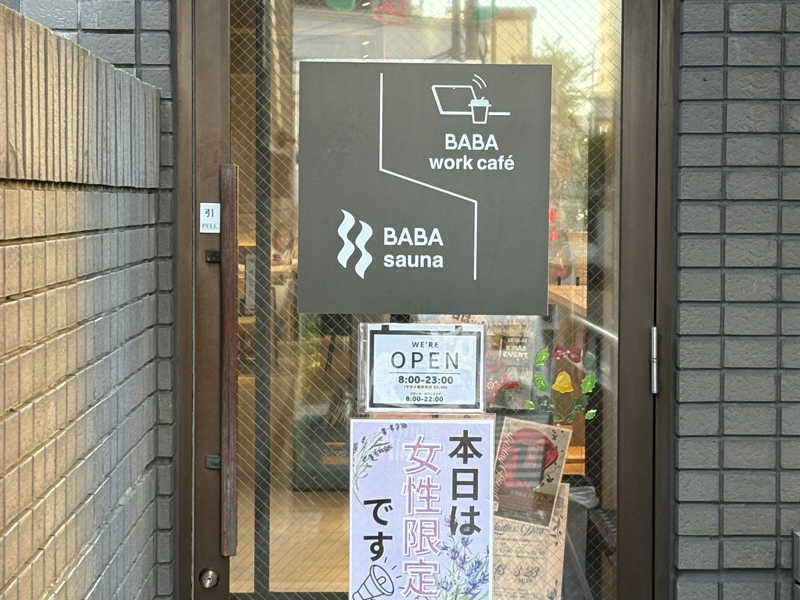 BABA
work café
BABA
sauna
引
PULL
WE'RE
OPEN
8:00-23:00
8:00-22:00
本日は
女性限定
です